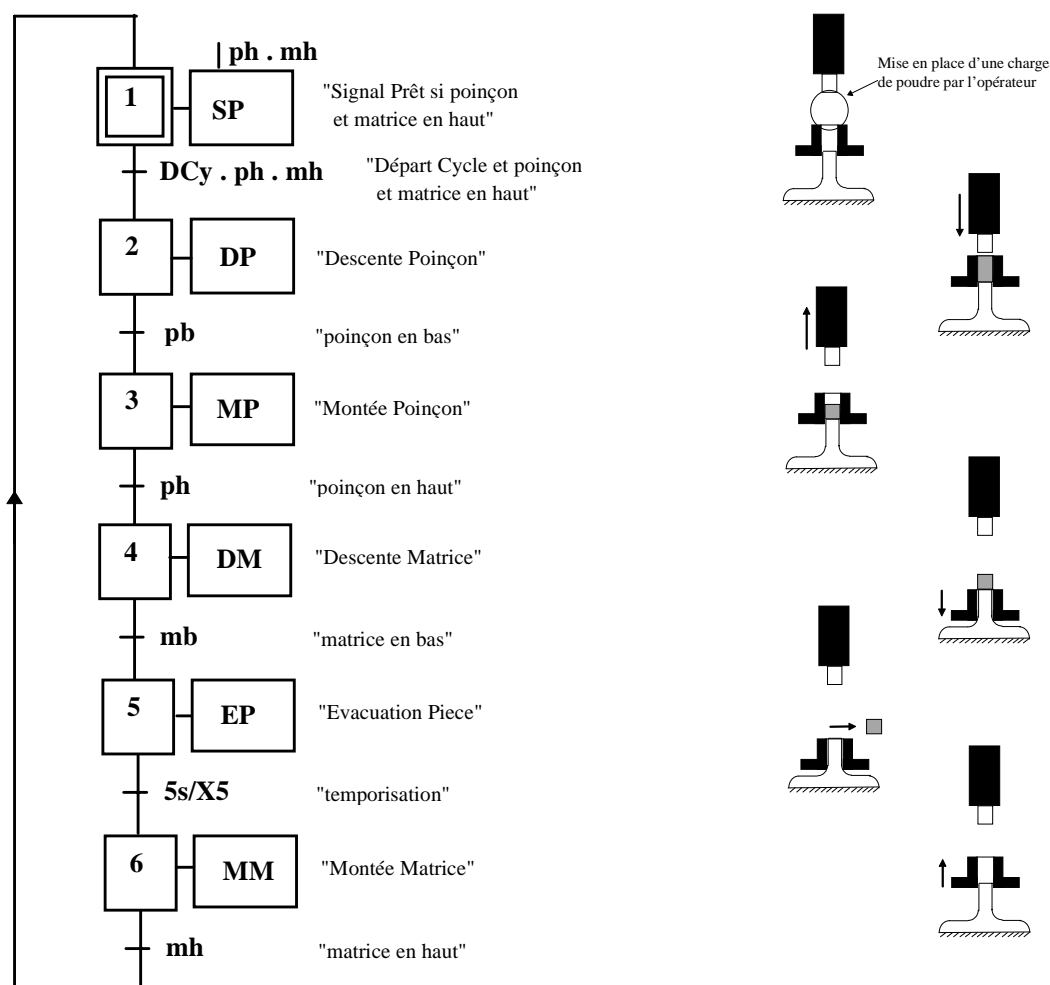 ph . mh
1
SP
"Signal Prêt si poinçon
et matrice en haut"
Mise en place d'une charge
de poudre par l'opérateur
DCy . ph . mh
"Départ Cycle et poinçon
et matrice en haut"
2
DP
"Descente Poinçon"
pb
"poinçon en bas"
3
MP
"Montée Poinçon"
ph
"poinçon en haut"
4
DM
"Descente Matrice"
mb
"matrice en bas"
5
EP
"Evacuation Piece"
5s/X5
"temporisation"
6
MM
"Montée Matrice"
mh
"matrice en haut"